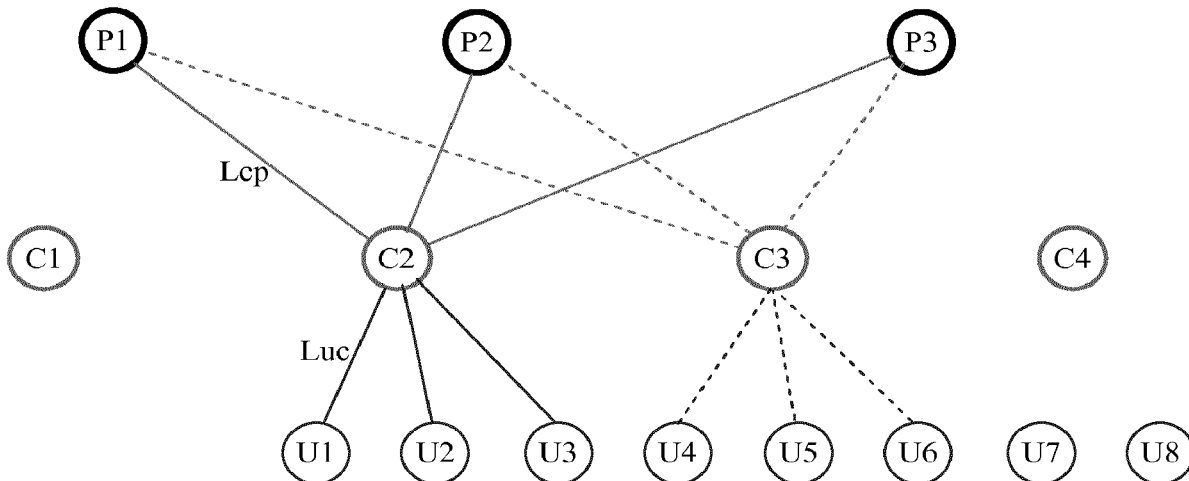 P1 P2 P3
Lcp
C1 C2 C3 C4
Luc
U1 U2 U3 U4 U5 U6 U7 U8